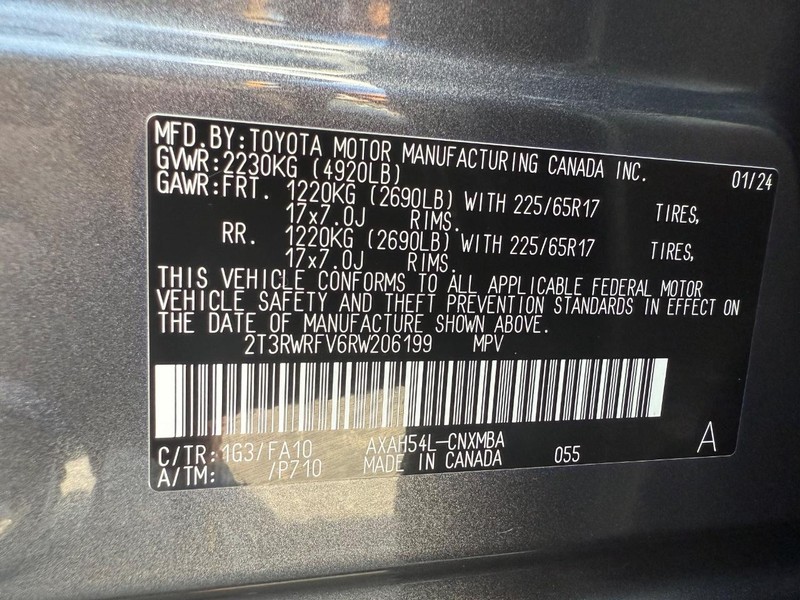 MFD.BY:TOYOTA MOTOR MANUFACTURING CANADA INC. 01/24
GVWR:2230KG (4920LB)
GAWR:FRT. 1220KG (2690LB) WITH 225/65R17 TIRES,
17x7.0J RIMS.
RR. 1220KG (2690LB) WITH 225/65R17 TIRES,
17x7.0J RIMS.
THIS VEHICLE CONFORMS TO ALL APPLICABLE FEDERAL MOTOR
VEHICLE SAFETY AND THEFT PREVENTION STANDARDS IN EFFECT ON
THE DATE OF MANUFACTURE SHOWN ABOVE.
2T3RWRFV6RW206199 MPV
C/TR:1G3/FA10 AXAH54L-CNXMBA
A/TM: /P710 MADE IN CANADA 055 A